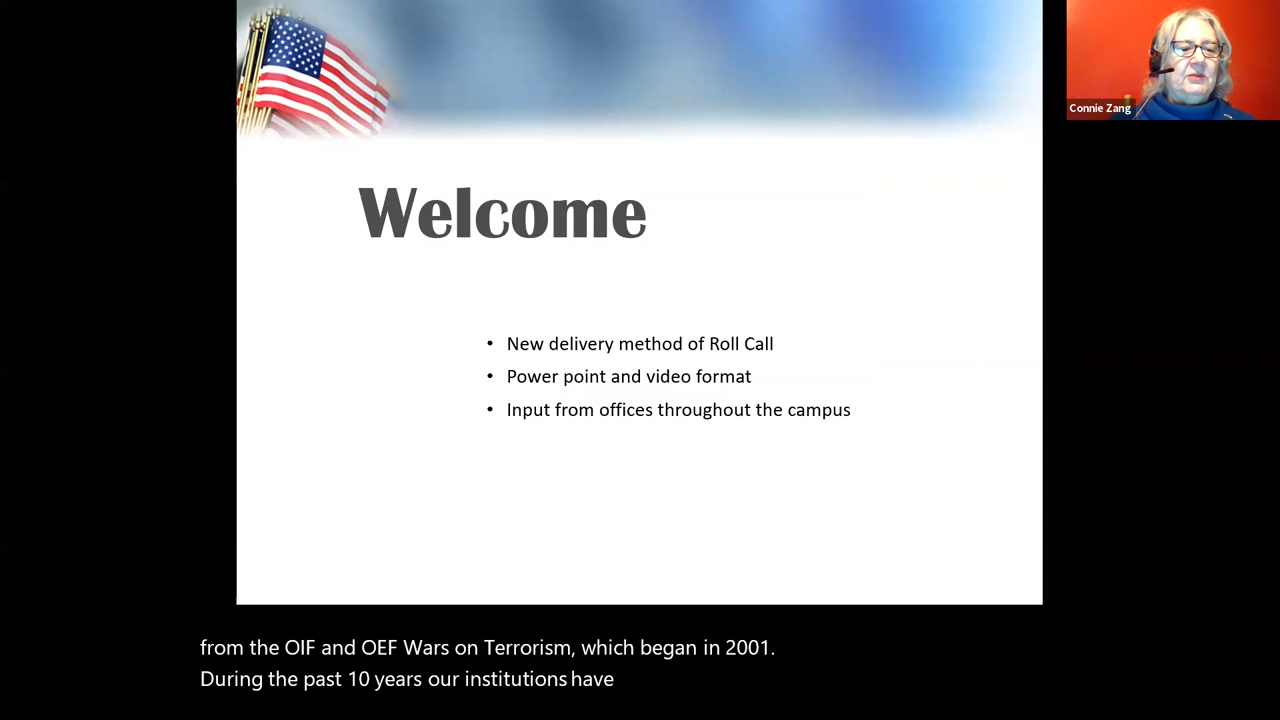 Connie Zang
Welcome
• New delivery method of Roll Call
• Power point and video format
• Input from offices throughout the campus
from the OIF and OEF Wars on Terrorism, which began in 2001.
During the past 10 years our institutions have